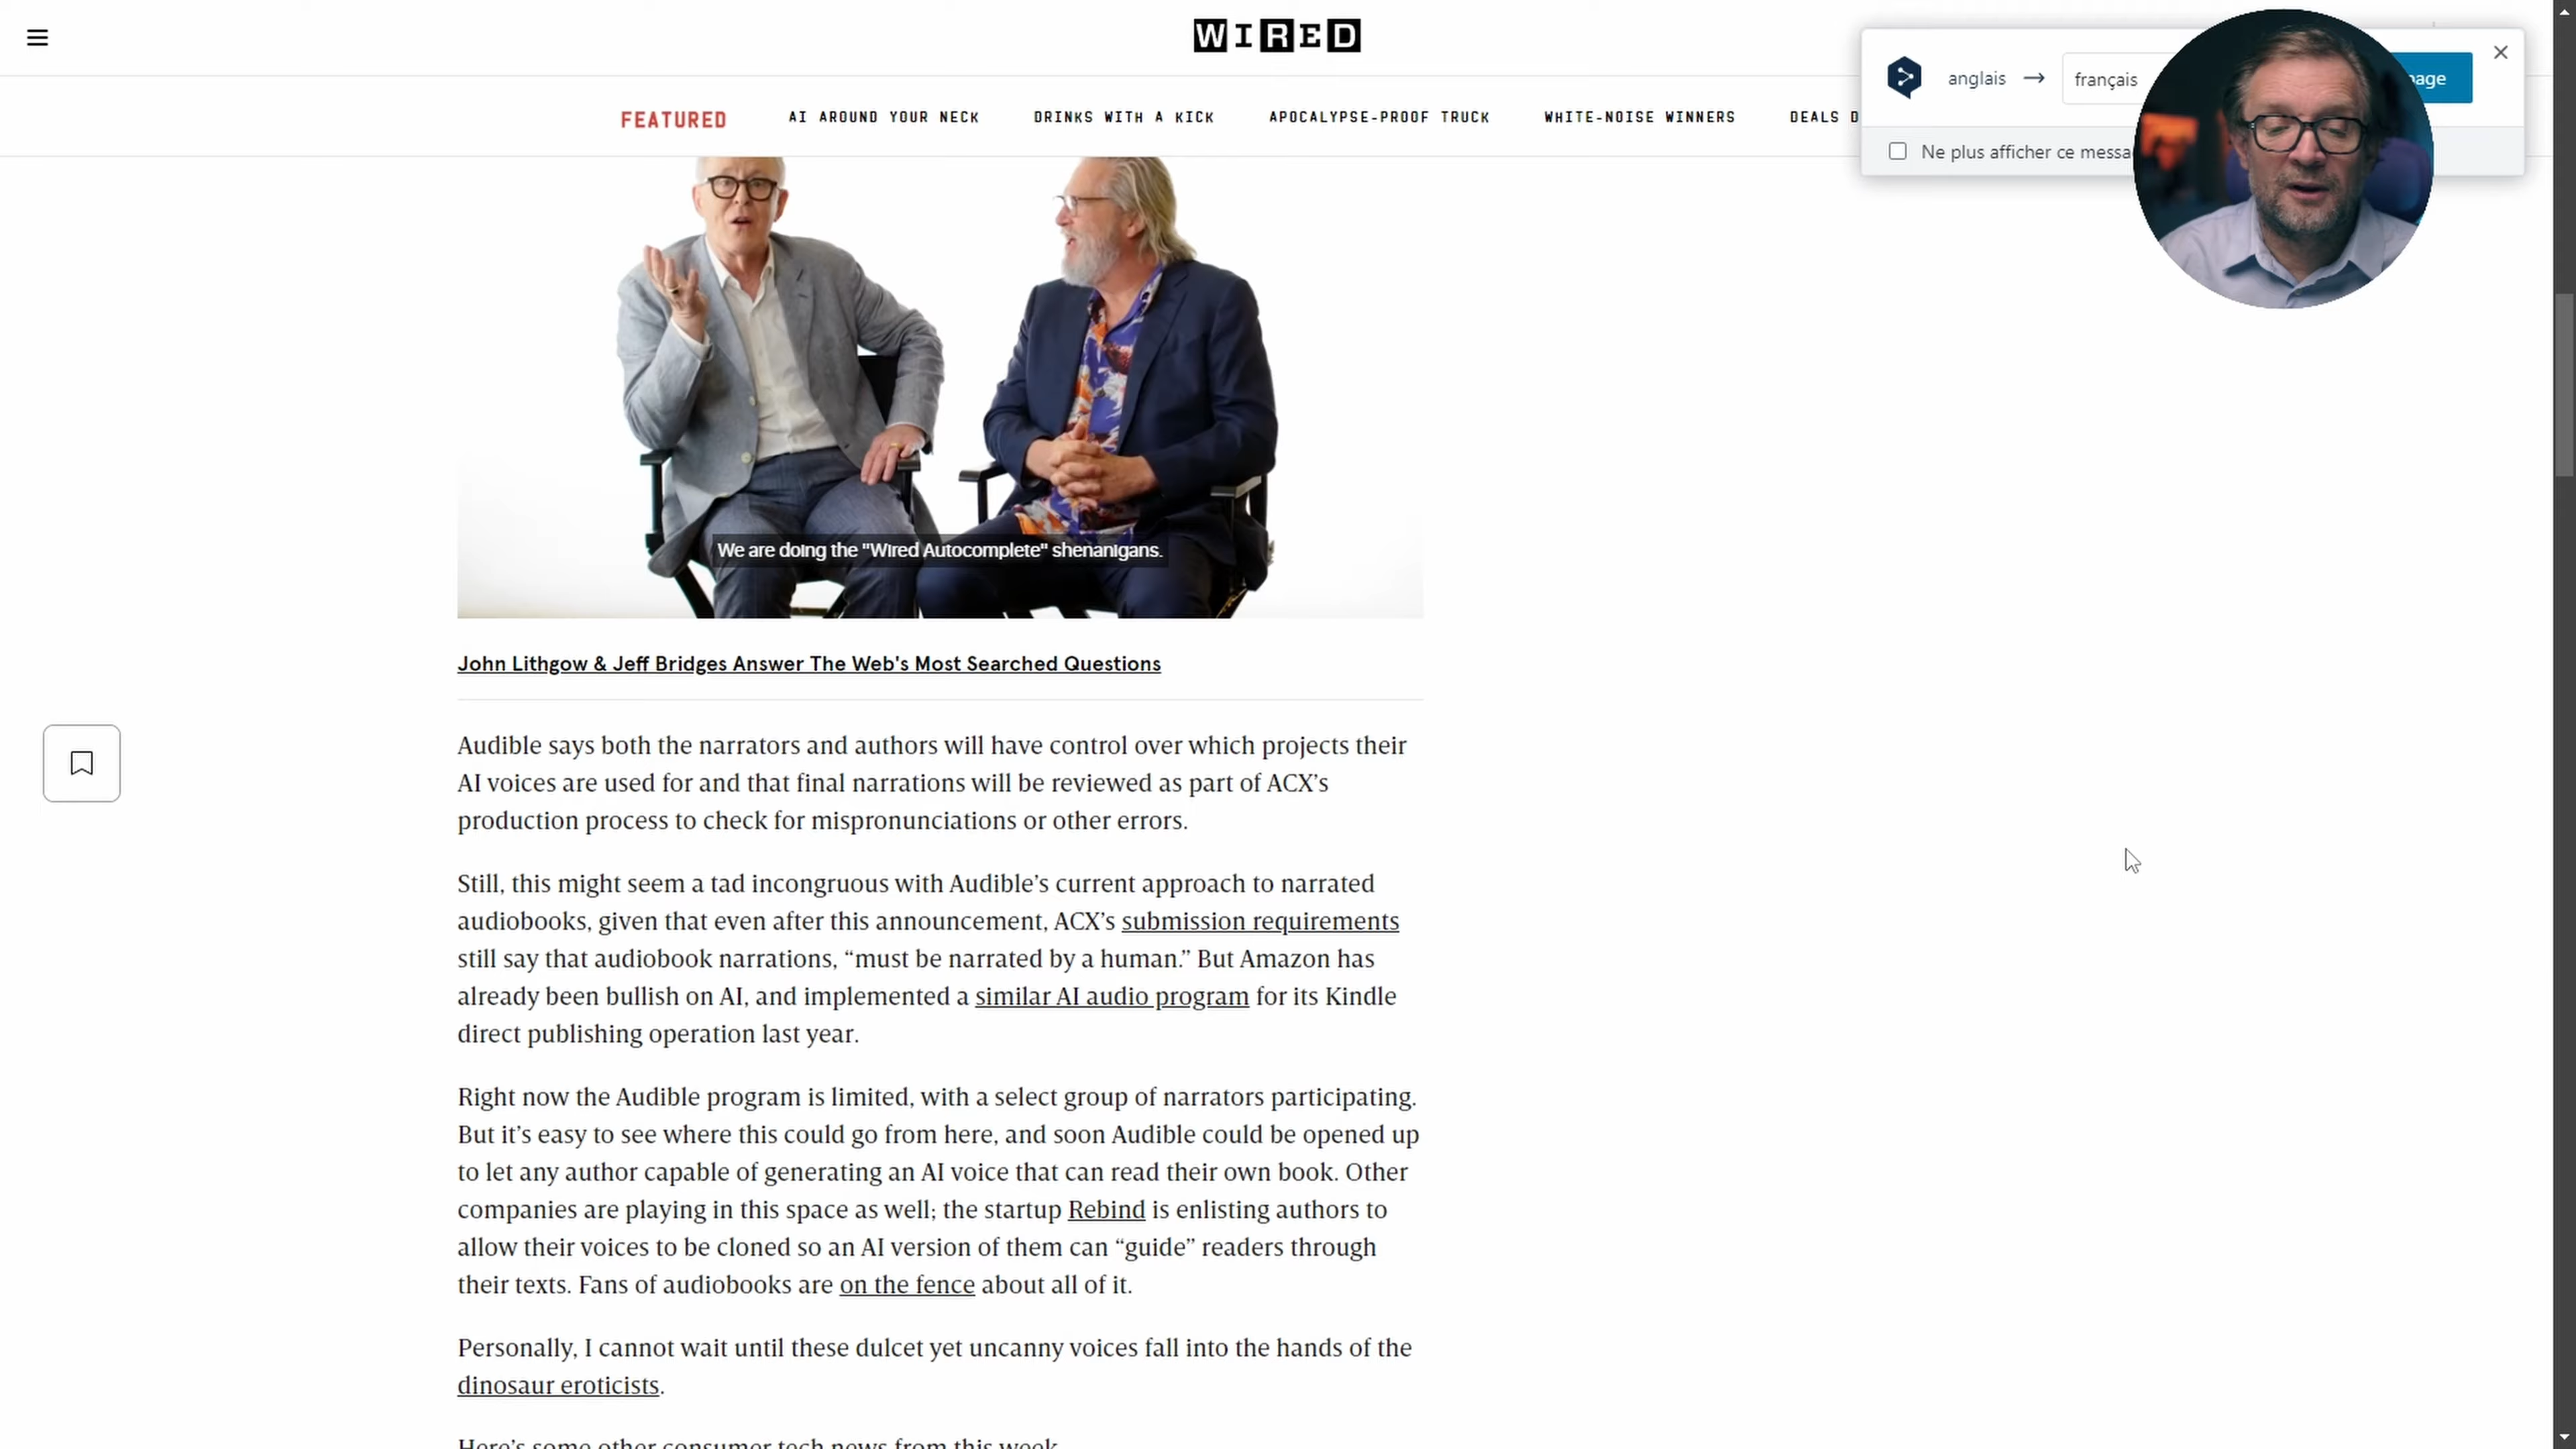 WIRED
anglais → français
page
Ne plus afficher ce messa
FEATURED
AI AROUND YOUR NECK
DRINKS WITH A KICK
APOCALYPSE-PROOF TRUCK
WHITE-NOISE WINNERS
DEALS D
We are doing the "Wired Autocomplete" shenanigans.
John Lithgow & Jeff Bridges Answer The Web's Most Searched Questions
Audible says both the narrators and authors will have control over which projects their
AI voices are used for and that final narrations will be reviewed as part of ACX’s
production process to check for mispronunciations or other errors.
Still, this might seem a tad incongruous with Audible’s current approach to narrated
audiobooks, given that even after this announcement, ACX’s submission requirements
still say that audiobook narrations, “must be narrated by a human.” But Amazon has
already been bullish on AI, and implemented a similar AI audio program for its Kindle
direct publishing operation last year.
Right now the Audible program is limited, with a select group of narrators participating.
But it’s easy to see where this could go from here, and soon Audible could be opened up
to let any author capable of generating an AI voice that can read their own book. Other
companies are playing in this space as well; the startup Rebind is enlisting authors to
allow their voices to be cloned so an AI version of them can “guide” readers through
their texts. Fans of audiobooks are on the fence about all of it.
Personally, I cannot wait until these dulcet yet uncanny voices fall into the hands of the
dinosaur eroticists.
Here’s some other consumer tech news from this week